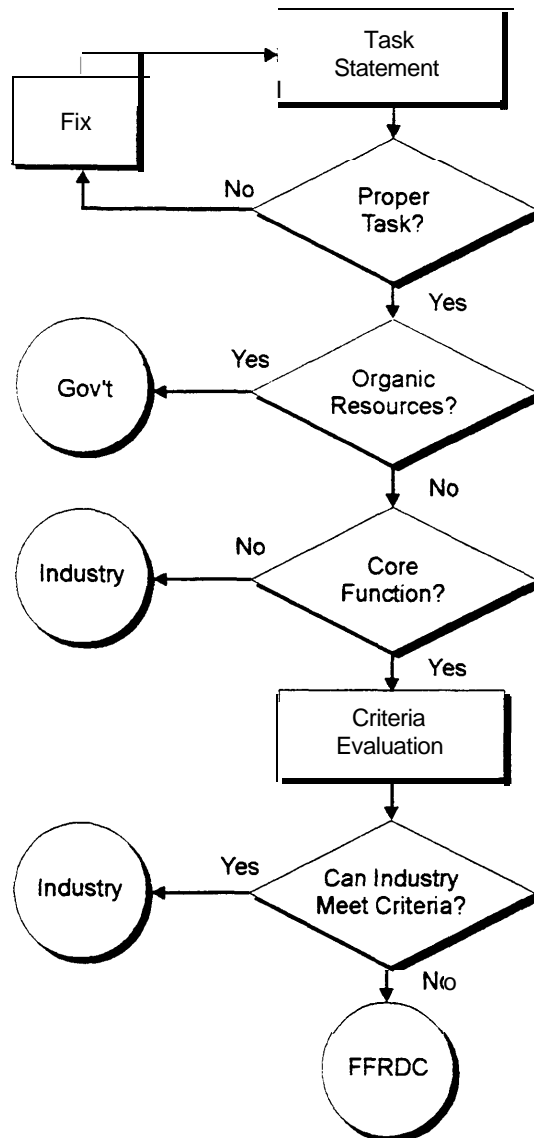 Task
Statement
Fix
No
Proper
Task?
Yes
Gov't
Yes
Organic
Resources?
No
Industry
No
Core
Function?
Yes
Criteria
Evaluation
Industry
Yes
Can Industry
Meet Criteria?
No
FFRDC